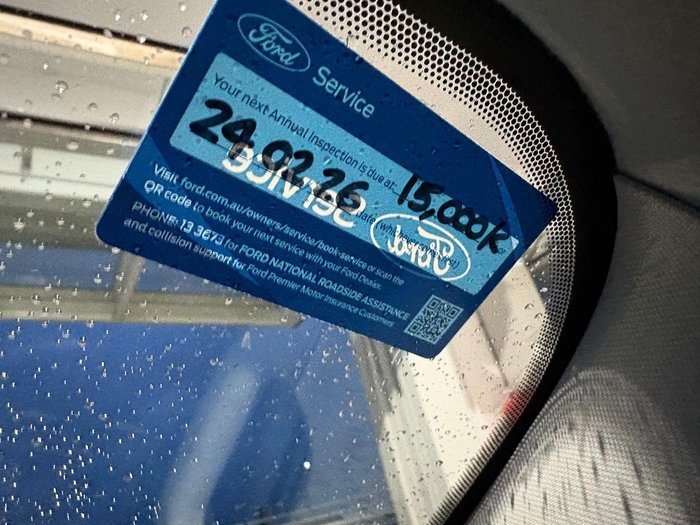 Ford Service
Your next Annual Inspection is due at:
24.02.26 15,000K
Visit ford.com.au/owners/service/book-service or scan the
QR code to book your next service with your Ford Dealer.
PHONE: 13 3673 for FORD NATIONAL ROADSIDE ASSISTANCE
and collision support for Ford Premier Motor Insurance Customers